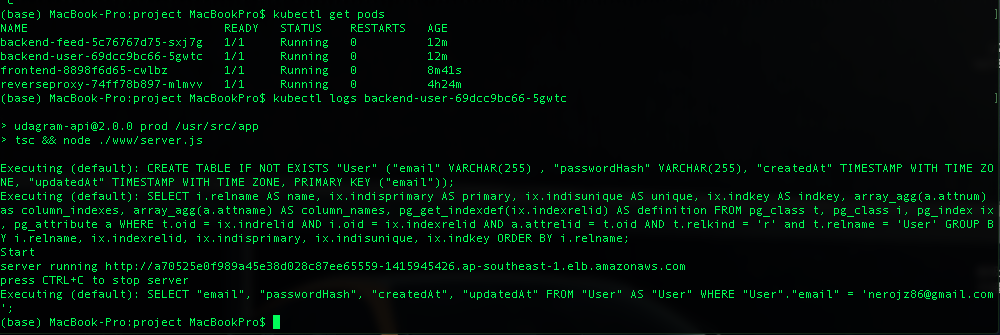 (base) MacBook-Pro:project MacBookPro$ kubectl get pods
NAME READY STATUS RESTARTS AGE
backend-feed-5c76767d75-sxj7g 1/1 Running 0 12m
backend-user-69dcc9bc66-5gwtc 1/1 Running 0 12m
frontend-8898f6d65-cwlbz 1/1 Running 0 8m41s
reverseproxy-74ff78b897-mlmvv 1/1 Running 0 4h24m
(base) MacBook-Pro:project MacBookPro$ kubectl logs backend-user-69dcc9bc66-5gwtc
> udagram-api@2.0.0 prod /usr/src/app
> tsc && node ./www/server.js
Executing (default): CREATE TABLE IF NOT EXISTS "User" ("email" VARCHAR(255) , "passwordHash" VARCHAR(255), "createdAt" TIMESTAMP WITH TIME ZO
NE, "updatedAt" TIMESTAMP WITH TIME ZONE, PRIMARY KEY ("email"));
Executing (default): SELECT i.relname AS name, ix.indisprimary AS primary, ix.indisunique AS unique, ix.indkey AS indkey, array_agg(a.attnum)
as column_indexes, array_agg(a.attname) AS column_names, pg_get_indexdef(ix.indexrelid) AS definition FROM pg_class t, pg_class i, pg_index ix
, pg_attribute a WHERE t.oid = ix.indrelid AND i.oid = ix.indexrelid AND a.attrelid = t.oid AND t.relkind = 'r' and t.relname = 'User' GROUP B
Y i.relname, ix.indexrelid, ix.indisprimary, ix.indisunique, ix.indkey ORDER BY i.relname;
Start
server running http://a70525e0f989a45e38d028c87ee65559-1415945426.ap-southeast-1.elb.amazonaws.com
press CTRL+C to stop server
Executing (default): SELECT "email", "passwordHash", "createdAt", "updatedAt" FROM "User" AS "User" WHERE "User"."email" = 'nerojz86@gmail.com
';
(base) MacBook-Pro:project MacBookPro$